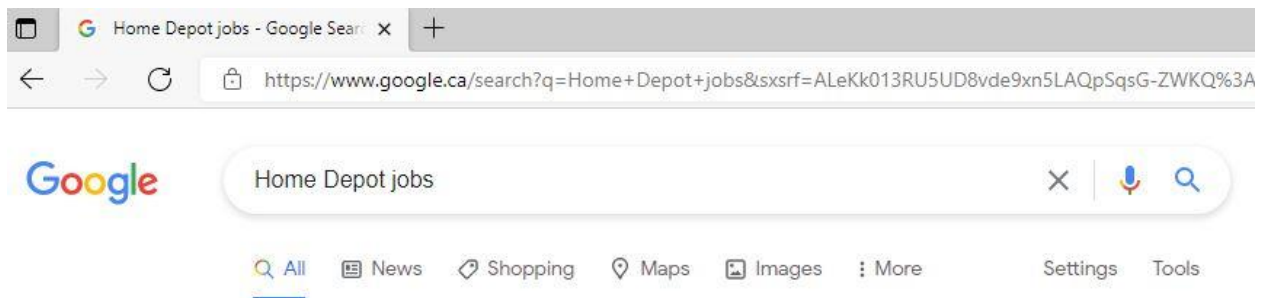 Home Depot jobs - Google Sear
https://www.google.ca/search?q=Home+Depot+jobs&sxsrf=ALeKk013RU5UD8vde9xn5LAQpSqsG-ZWKQ%3A
Google Home Depot jobs
All News Shopping Maps Images More Settings Tools